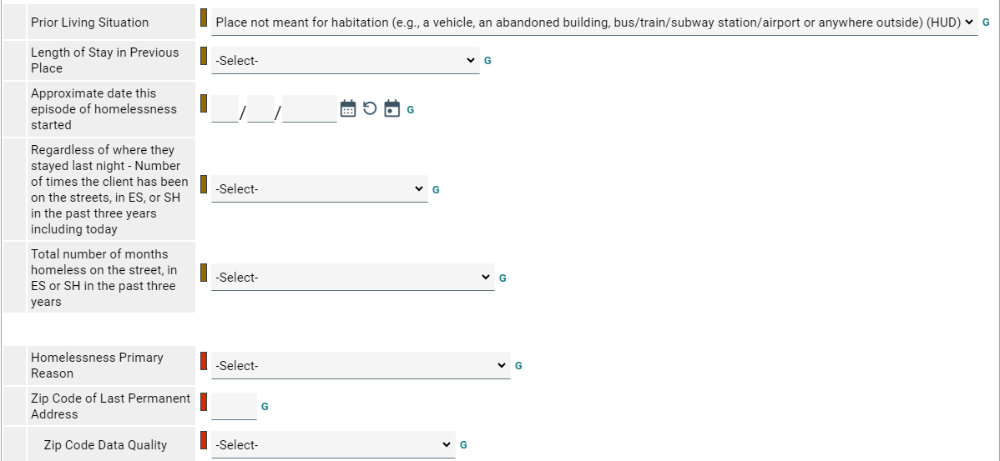 Prior Living Situation
Place not meant for habitation (e.g., a vehicle, an abandoned building, bus/train/subway station/airport or anywhere outside) (HUD) G
Length of Stay in Previous
Place
-Select- G
Approximate date this
episode of homelessness
started
/ / G
Regardless of where they
stayed last night - Number
of times the client has been
on the streets, in ES, or SH
in the past three years
including today
-Select- G
Total number of months
homeless on the street, in
ES or SH in the past three
years
-Select- G
Homelessness Primary
Reason
-Select- G
Zip Code of Last Permanent
Address
G
Zip Code Data Quality
-Select- G